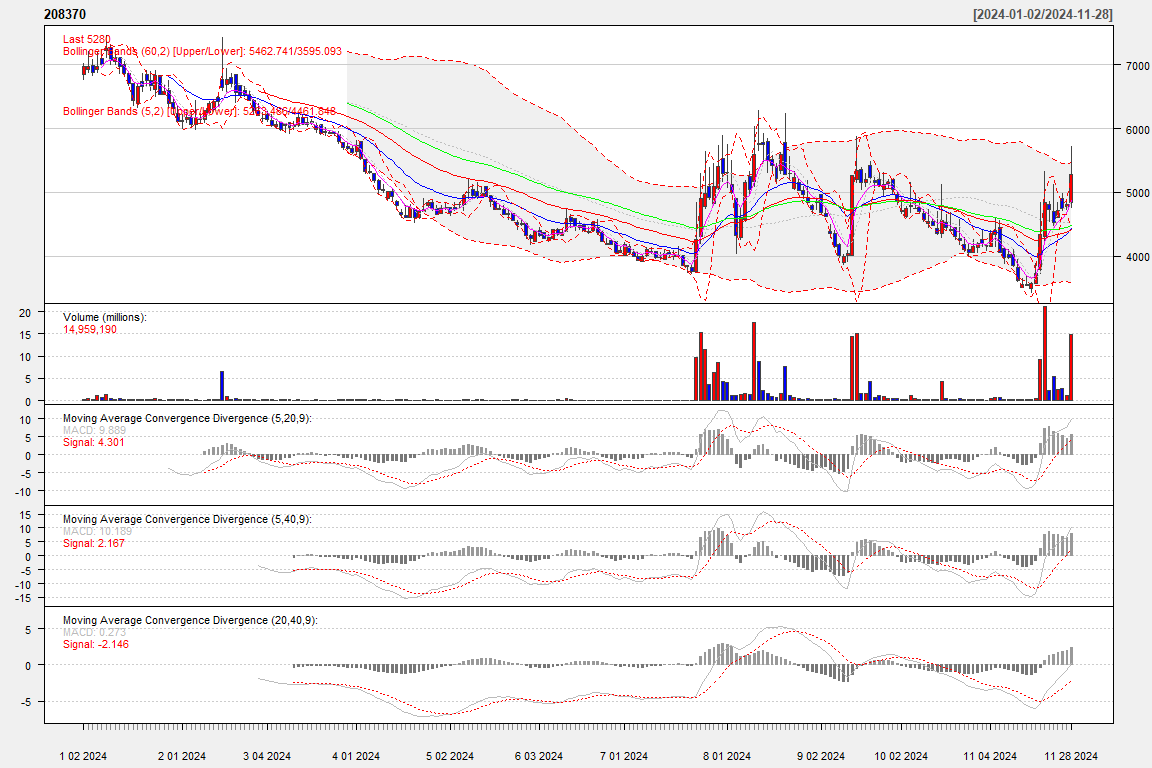 208370 [2024-01-02/2024-11-28]
Last 5280
Bollinger Bands (60,2) [Upper/Lower]: 5462.741/3595.093
Bollinger Bands (5,2) [Upper/Lower]:
7000
6000
5000
4000
Volume (millions):
14,959,190
20
15
10
5
0
Moving Average Convergence Divergence (5,20,9):
MACD: 9.889
Signal: 4.301
10
5
0
-5
-10
Moving Average Convergence Divergence (5,40,9):
MACD: 10.189
Signal: 2.167
15
10
5
0
-5
-10
-15
Moving Average Convergence Divergence (20,40,9):
MACD: 0.273
Signal: -2.146
5
0
-5
1 02 2024 2 01 2024 3 04 2024 4 01 2024 5 02 2024 6 03 2024 7 01 2024 8 01 2024 9 02 2024 10 02 2024 11 04 2024 11 28 2024